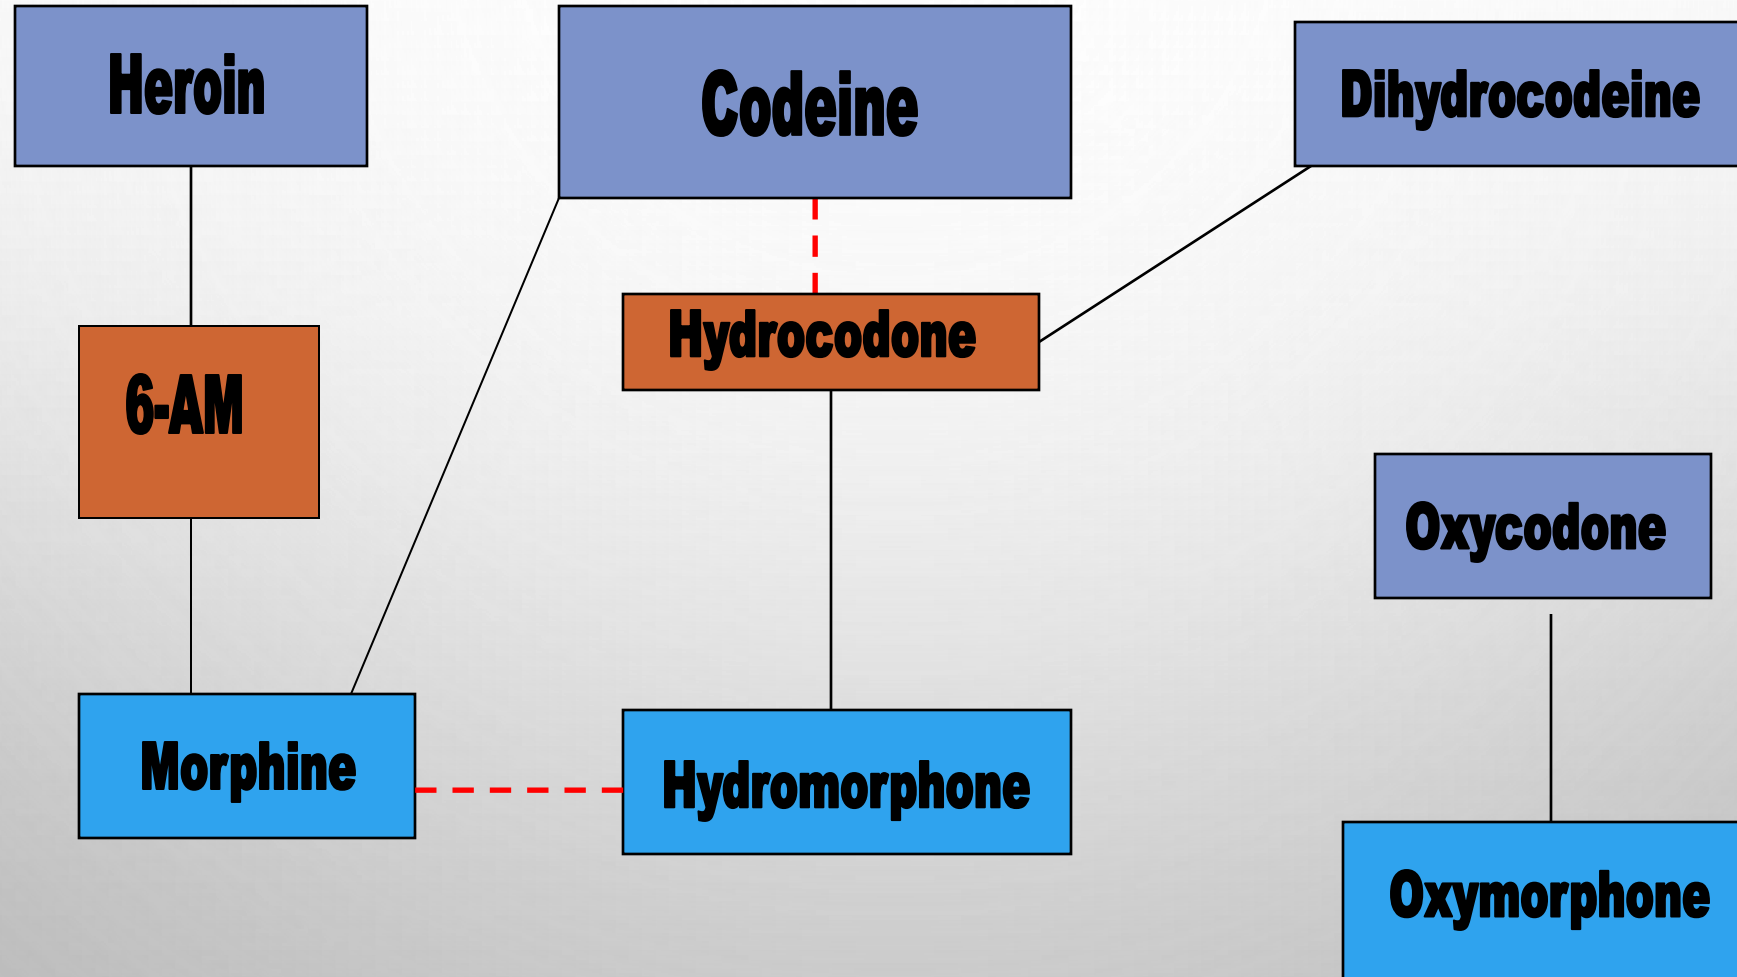 Heroin
Codeine
Dihydrocodeine
Hydrocodone
6-AM
Oxycodone
Morphine
Hydromorphone
Oxymorphone